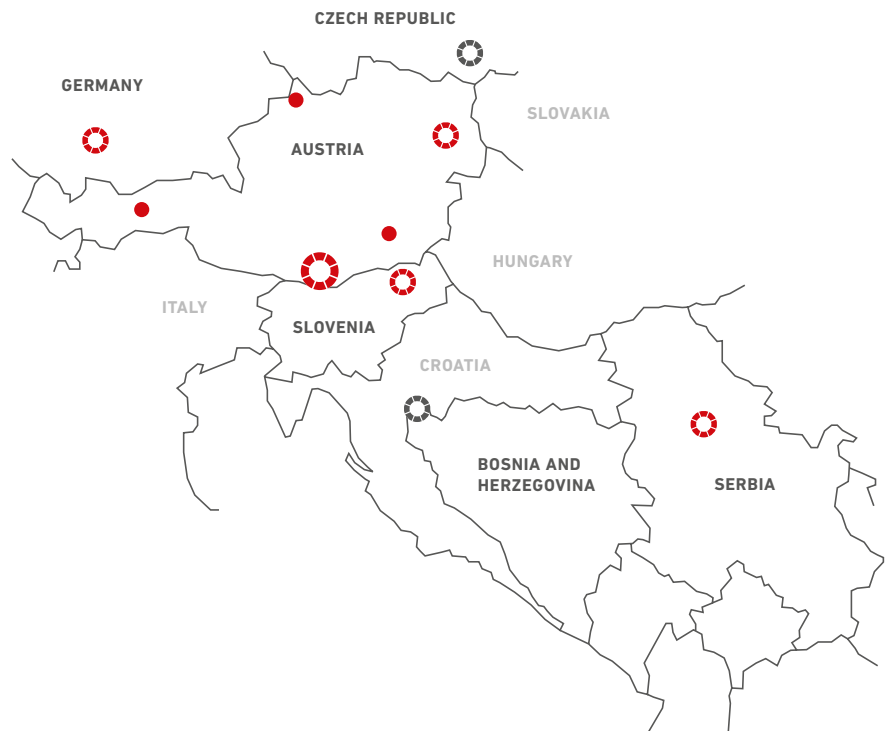 CZECH REPUBLIC
GERMANY
SLOVAKIA
AUSTRIA
HUNGARY
ITALY
SLOVENIA
CROATIA
BOSNIA AND
HERZEGOVINA
SERBIA